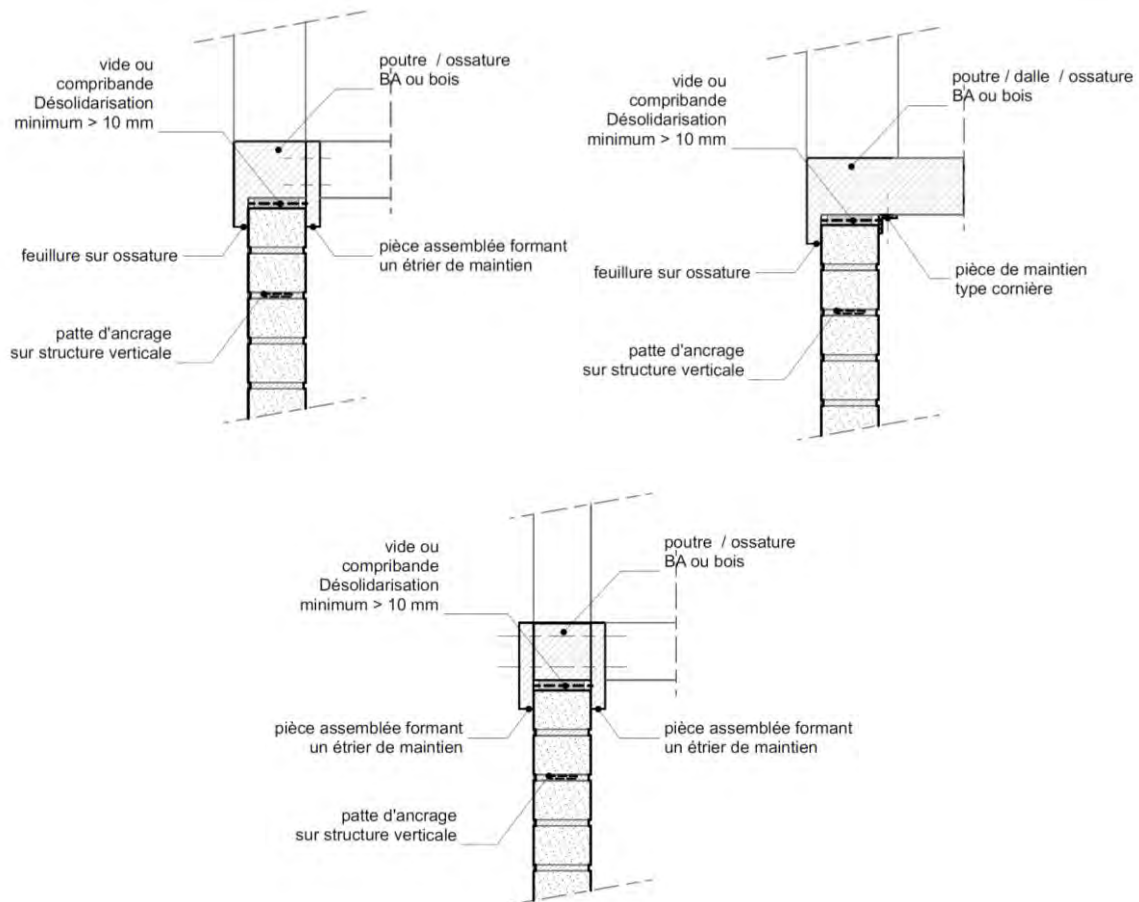 vide ou
compribande
Désolidarisation
minimum > 10 mm
poutre / ossature
BA ou bois
feuillure sur ossature
pièce assemblée formant
un étrier de maintien
patte d'ancrage
sur structure verticale
vide ou
compribande
Désolidarisation
minimum > 10 mm
poutre / dalle / ossature
BA ou bois
feuillure sur ossature
pièce de maintien
type cornière
patte d'ancrage
sur structure verticale
vide ou
compribande
Désolidarisation
minimum > 10 mm
poutre / ossature
BA ou bois
pièce assemblée formant
un étrier de maintien
pièce assemblée formant
un étrier de maintien
patte d'ancrage
sur structure verticale